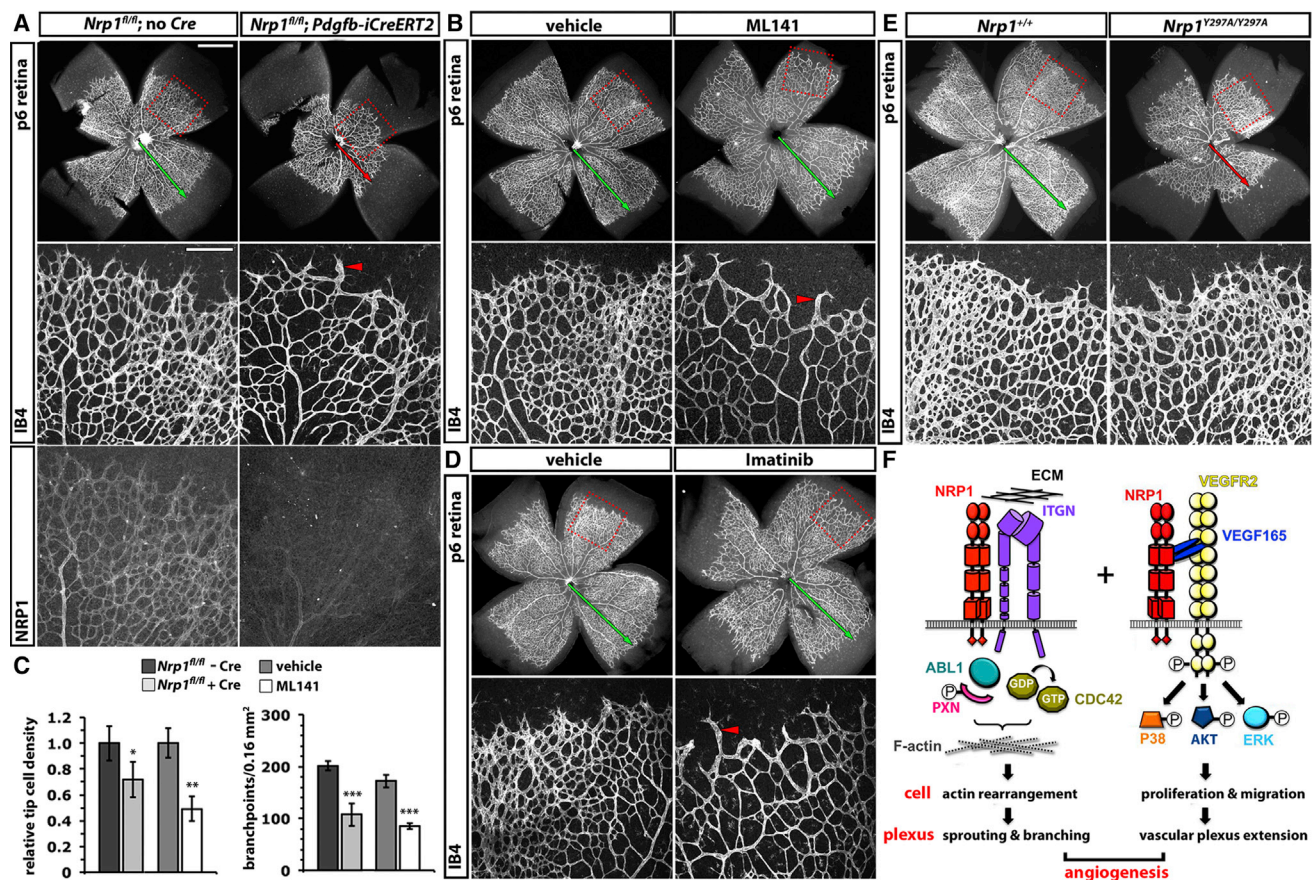 A
Nrp1fl/fl; no Cre
Nrp1fl/fl; Pdgfb-iCreERT2
p6 retina
IB4
NRP1
B
vehicle
ML141
p6 retina
IB4
C
Nrp1fl/fl – Cre
vehicle
Nrp1fl/fl + Cre
ML141
relative tip cell density
1.2
1.0
0.8
0.6
0.4
0.2
0
*
**
branchpoints/0.16 mm2
300
200
100
0
***
***
D
vehicle
Imatinib
p6 retina
IB4
E
Nrp1+/+
Nrp1Y297A/Y297A
p6 retina
IB4
F
ECM
NRP1
ITGN
+
NRP1
VEGFR2
VEGF165
ABL1
P
PXN
GDP
GTP
CDC42
F-actin
P
P
P38
P
AKT
P
ERK
P
cell
actin rearrangement
proliferation & migration
plexus
sprouting & branching
vascular plexus extension
angiogenesis